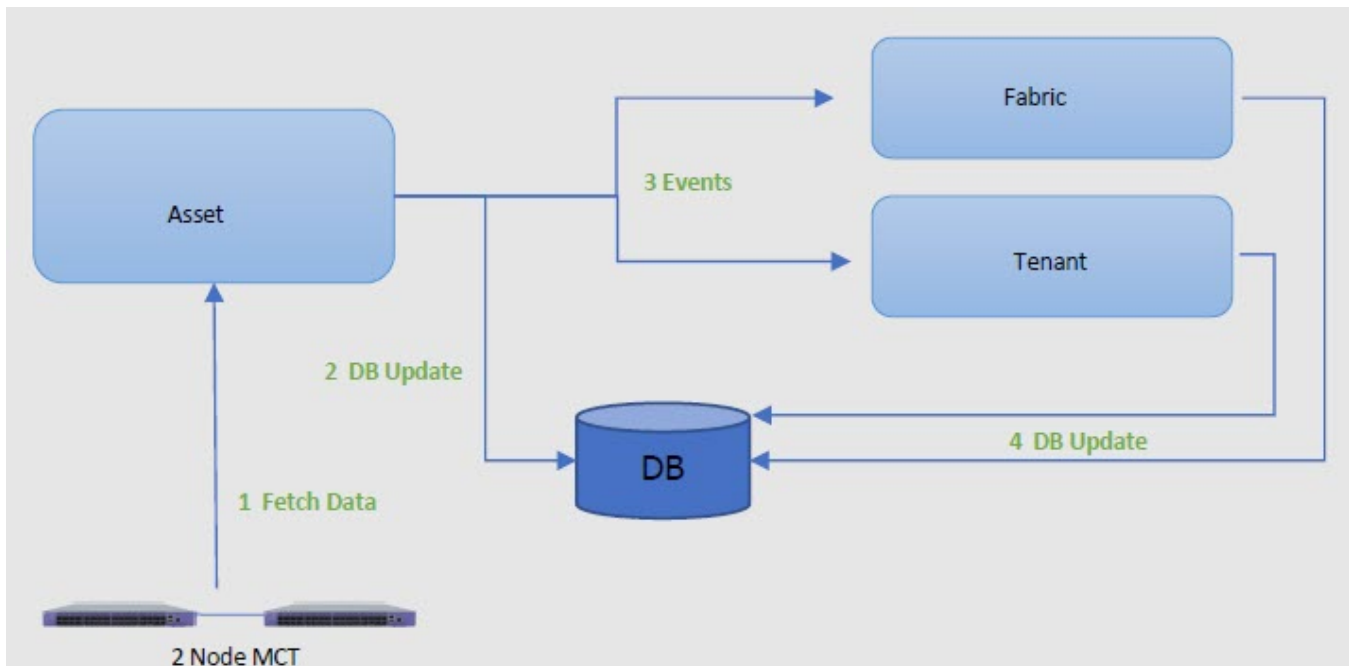 Fabric
3 Events
Asset
Tenant
2 DB Update
DB
4 DB Update
1 Fetch Data
2 Node MCT